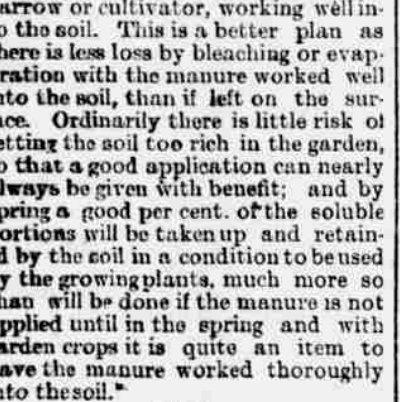 arrow or cultivator, working well in-
o the soil. This is a better plan as
here is less loss by bleaching or evap-
ration with the manure worked well
nto the soil, than if left on the sur-
ace. Ordinarily there is little risk of
etting the soil too rich in the garden,
o that a good application can nearly
lways be given with benefit; and by
pring a good per cent. of the soluble
ortions will be taken up and retain-
d by the soil in a condition to be used
y the growing plants, much more so
han will be done if the manure is not
pplied until in the spring and with
arden crops it is quite an item to
ave the manure worked thoroughly
nto the soil."